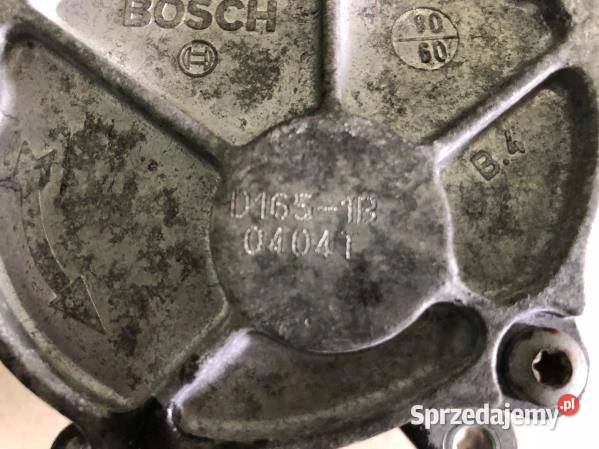 BOSCH
90
60
B.4
D165-1B
04041
Sprzedajemy.pl